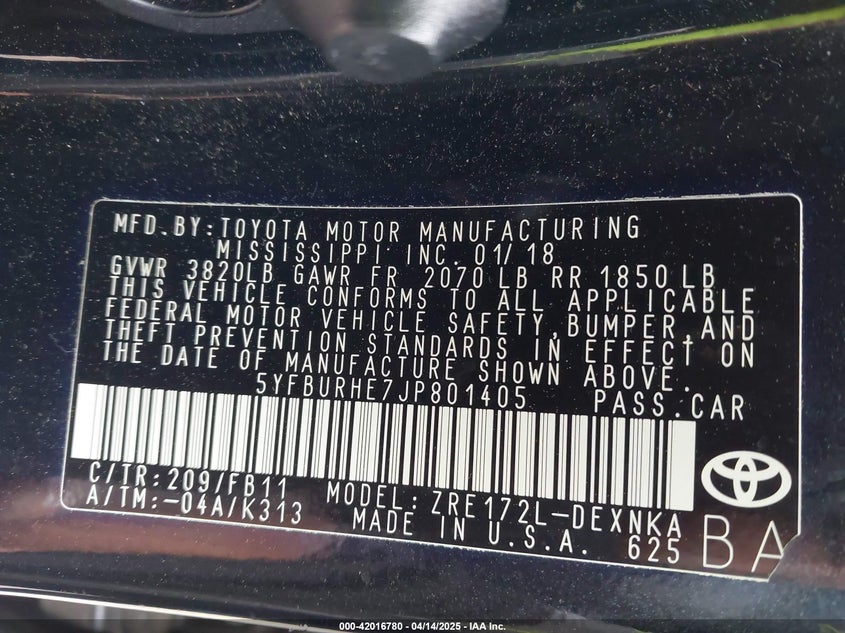 MFD.BY:TOYOTA MOTOR MANUFACTURING
MISSISSIPPI INC. 01/18
GVWR 3820LB GAWR FR 2070 LB RR 1850 LB
THIS VEHICLE CONFORMS TO ALL APPLICABLE
FEDERAL MOTOR VEHICLE SAFETY,BUMPER,AND
THEFT PREVENTION STANDARDS IN EFFECT ON
THE DATE OF MANUFACTURE SHOWN ABOVE.
5YFBURHE7JP801405 PASS.CAR
C/TR:209/FB11 MODEL:ZRE172L-DEXNKA
A/TM:-04A/K313 MADE IN U.S.A. 625 BA
000-42016780 - 04/14/2025 - IAA Inc.